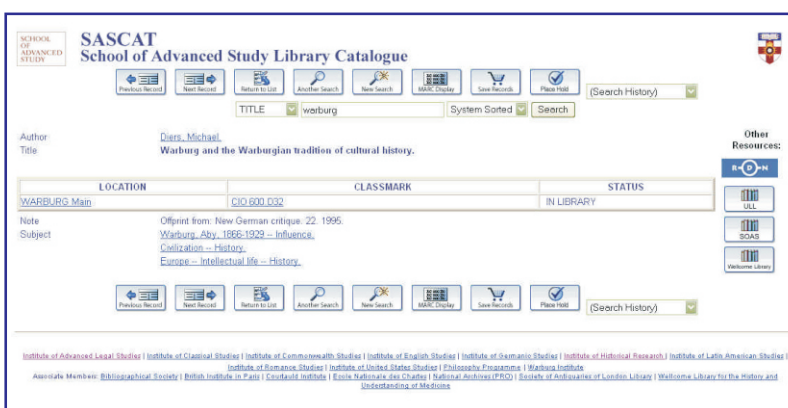 SCHOOL
OF
ADVANCED
STUDY
SASCAT
School of Advanced Study Library Catalogue
Previous Record Next Record Return to List Another Search New Search MARC Display Save Records Place Hold (Search History)
TITLE warburg System Sorted Search
Author Diers, Michael.
Title Warburg and the Warburgian tradition of cultural history.
Other
Resources:
R D N
LOCATION CLASSMARK STATUS
WARBURG Main CIO 600 D32 IN LIBRARY
ULL
Note Offprint from: New German critique. 22. 1995.
Subject Warburg, Aby, 1866-1929 -- Influence.
SOAS
Civilization -- History.
Europe -- Intellectual life -- History.
Wellcome Library
Previous Record Next Record Return to List Another Search New Search MARC Display Save Records Place Hold (Search History)
Institute of Advanced Legal Studies | Institute of Classical Studies | Institute of Commonwealth Studies | Institute of English Studies | Institute of Germanic Studies | Institute of Historical Research | Institute of Latin American Studies |
Institute of Romance Studies | Institute of United States Studies | Philosophy Programme | Warburg Institute
Associate Members: Bibliographical Society | British Institute in Paris | Courtauld Institute | Ecole Nationale des Chartes | National Archives (PRO) | Society of Antiquaries of London Library | Wellcome Library for the History and
Understanding of Medicine